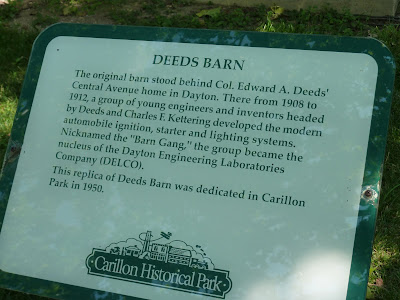 DEEDS BARN
The original barn stood behind Col. Edward A. Deeds'
Central Avenue home in Dayton. There from 1908 to
1912, a group of young engineers and inventors headed
by Deeds and Charles F. Kettering developed the modern
automobile ignition, starter and lighting systems.
Nicknamed the "Barn Gang," the group became the
nucleus of the Dayton Engineering Laboratories
Company (DELCO).
This replica of Deeds Barn was dedicated in Carillon
Park in 1950.
Carillon Historical Park